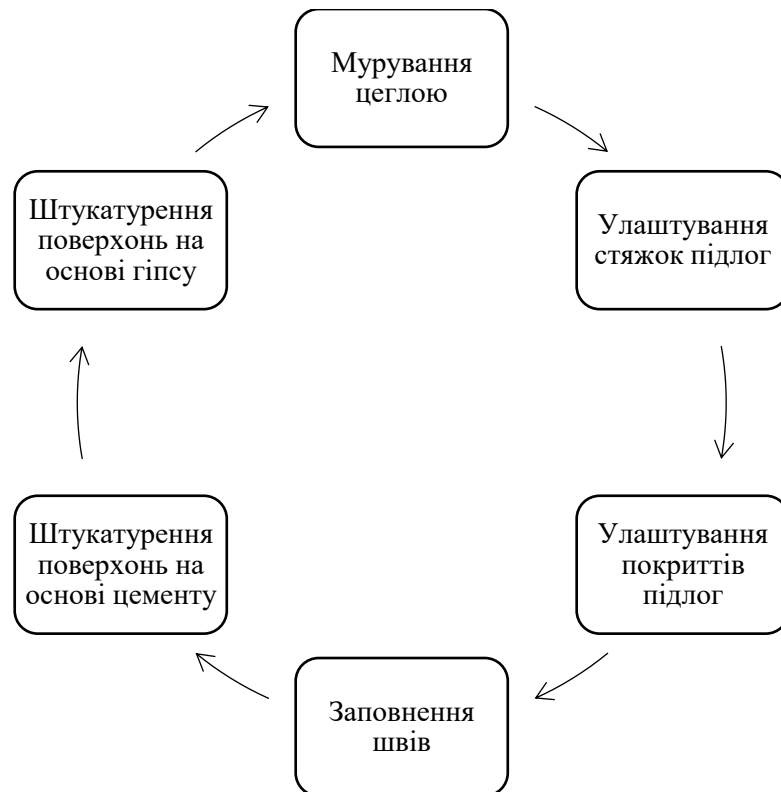 Мурування
цеглою
Улаштування
стяжок підлог
Улаштування
покриттів
підлог
Заповнення
швів
Штукатурення
поверхонь на
основі цементу
Штукатурення
поверхонь на
основі гіпсу